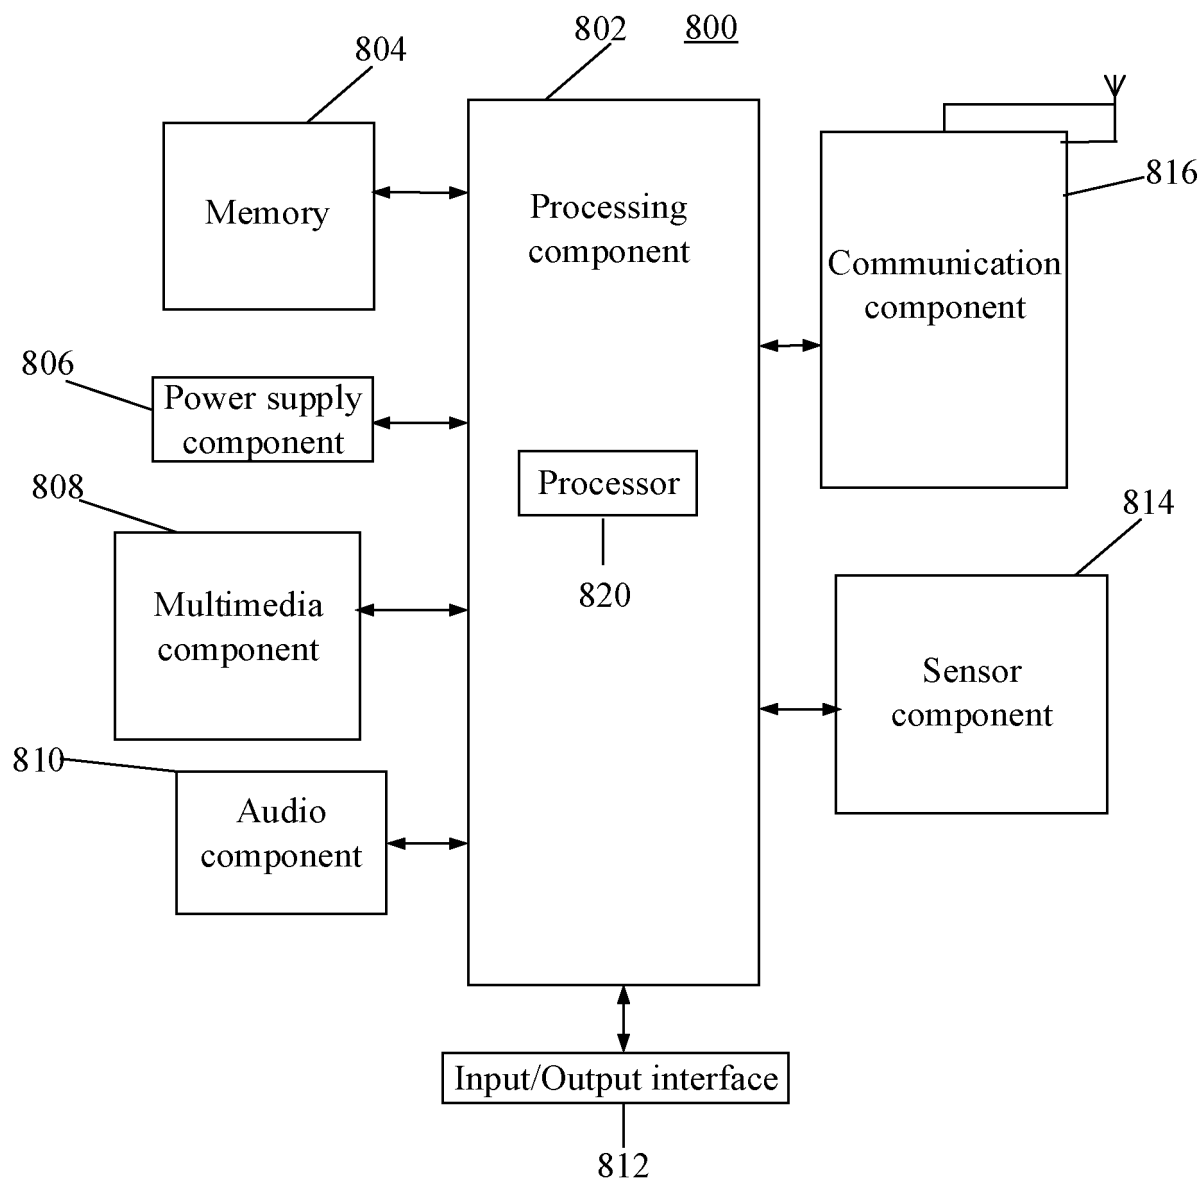 802
800
804
816
Memory
Processing
component
Communication
component
806
Power supply
component
808
Processor
820
814
Multimedia
component
Sensor
component
810
Audio
component
Input/Output interface
812